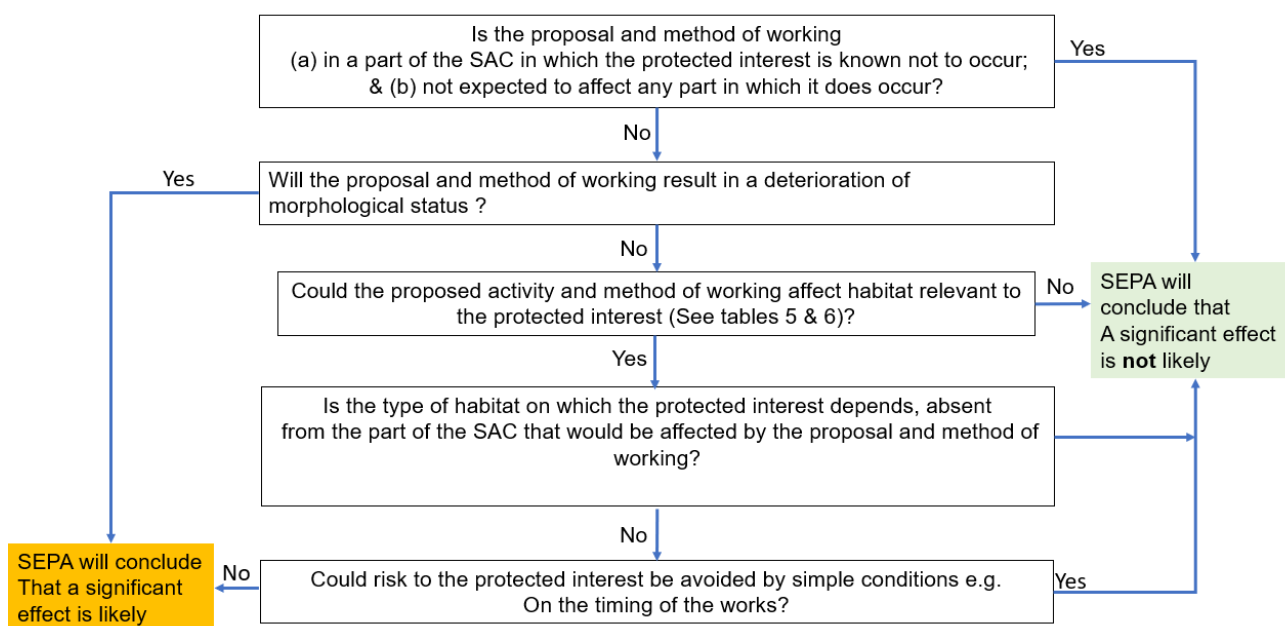 Is the proposal and method of working
(a) in a part of the SAC in which the protected interest is known not to occur;
& (b) not expected to affect any part in which it does occur?
Yes
No
Yes
Will the proposal and method of working result in a deterioration of
morphological status ?
No
Could the proposed activity and method of working affect habitat relevant to
the protected interest (See tables 5 & 6)?
No
SEPA will
conclude that
A significant effect
is not likely
Yes
Is the type of habitat on which the protected interest depends, absent
from the part of the SAC that would be affected by the proposal and method of
working?
No
SEPA will conclude
That a significant
effect is likely
No
Could risk to the protected interest be avoided by simple conditions e.g.
On the timing of the works?
Yes